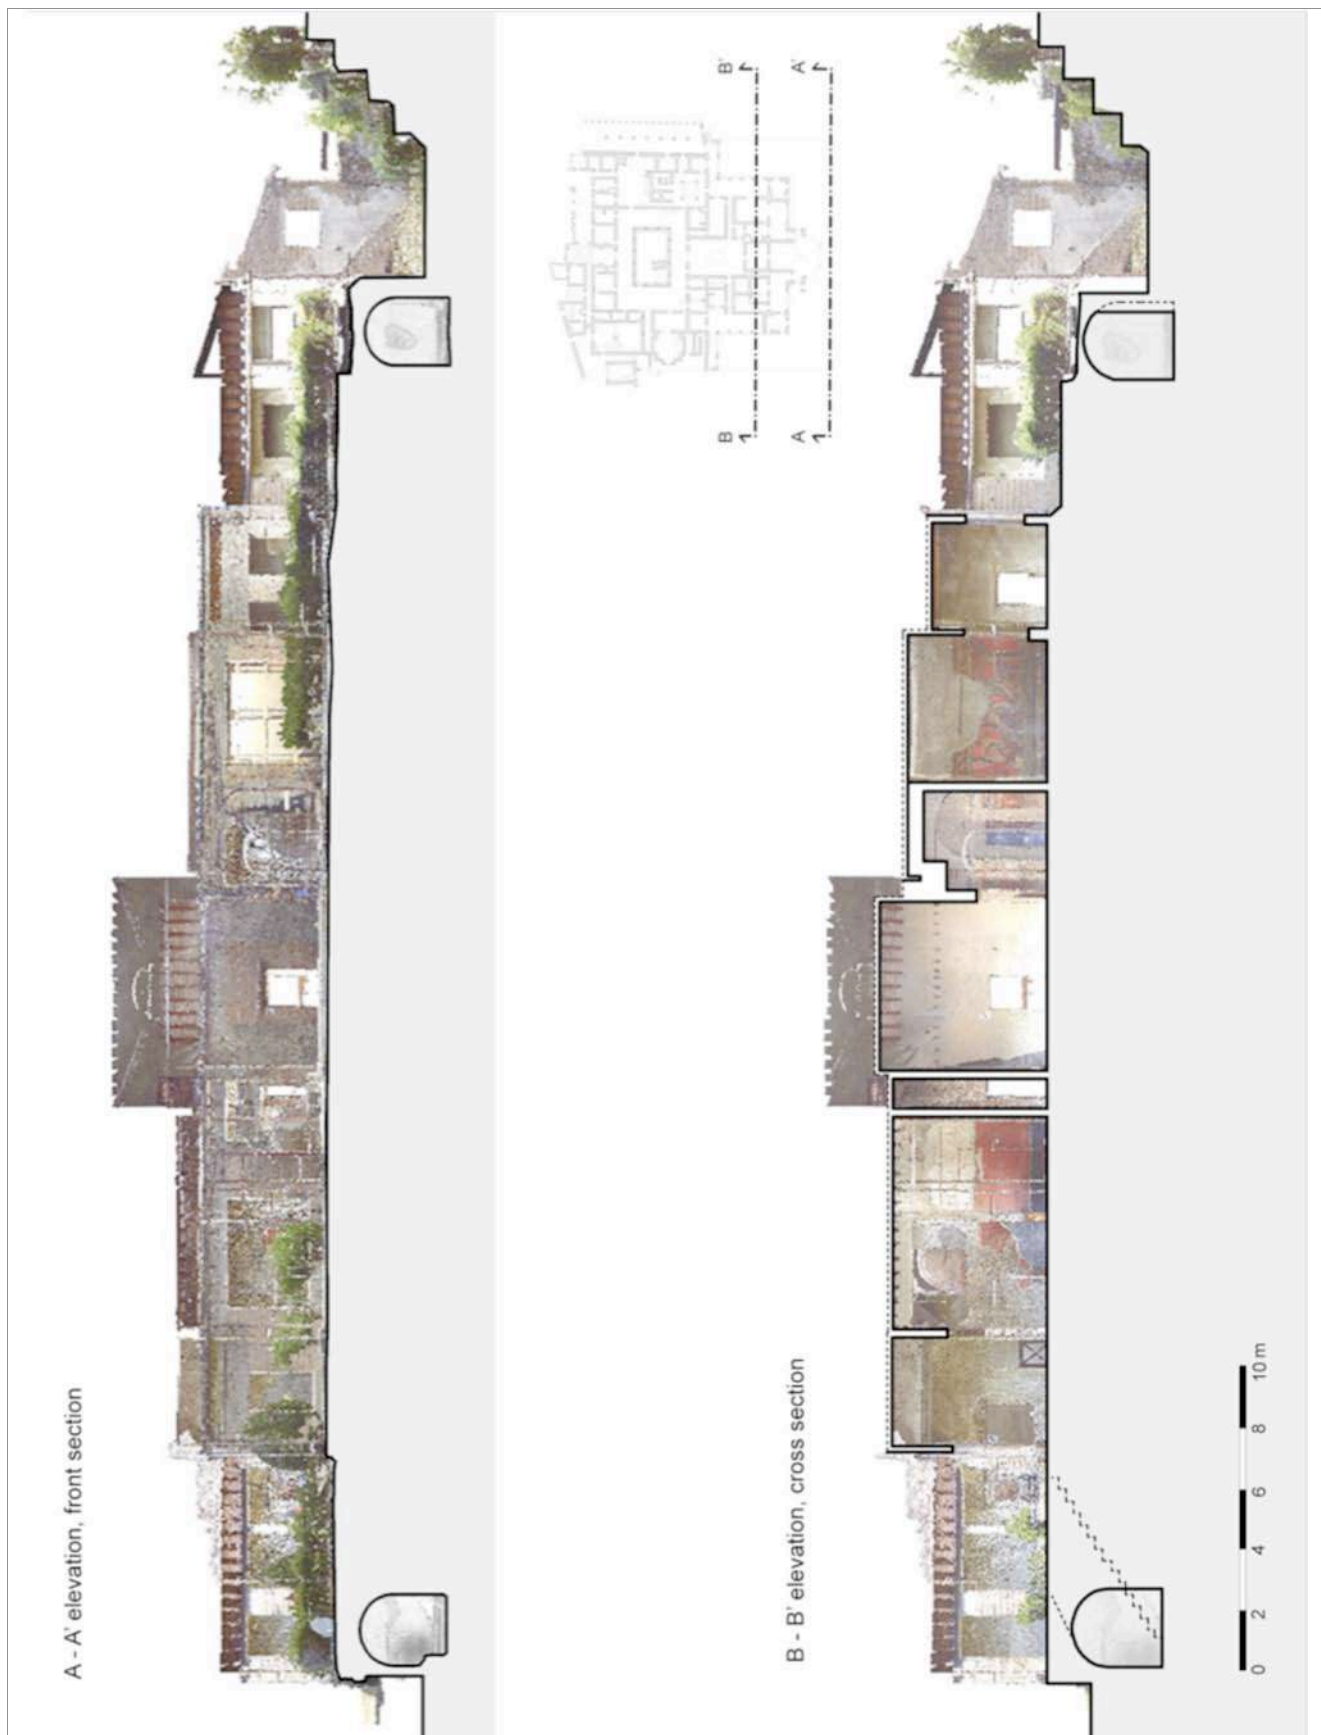 A - A' elevation, front section
B - B' elevation, cross section
B
B'
A
A'
0
2
4
6
8
10 m